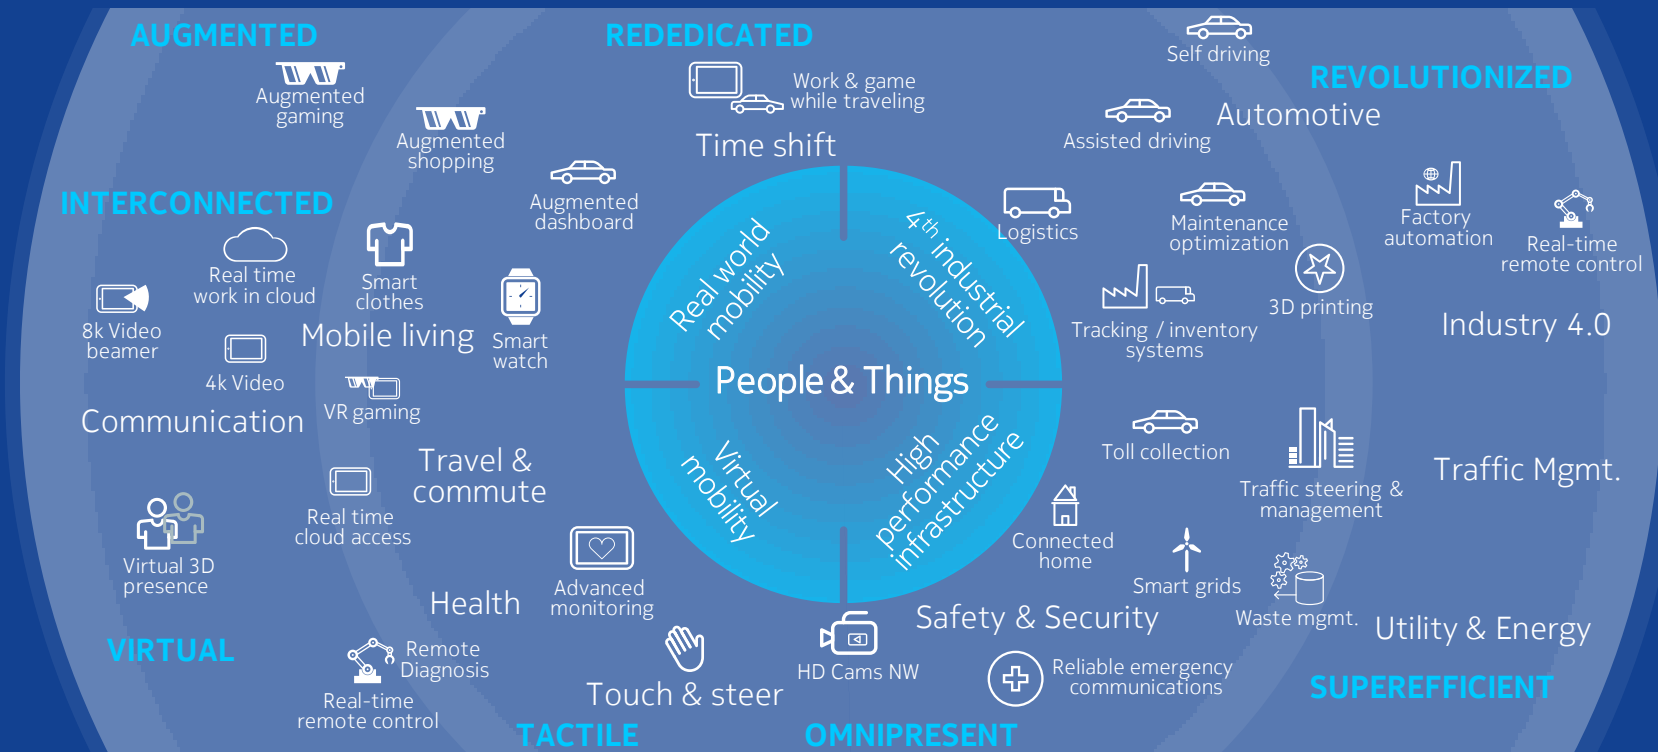 AUGMENTED
REDEDICATED
Self driving
REVOLUTIONIZED
Augmented
gaming
Work & game
while traveling
Automotive
Augmented
shopping
Time shift
Assisted driving
INTERCONNECTED
Augmented
dashboard
Logistics
Maintenance
optimization
Factory
automation
Real-time
remote control
Real time
work in cloud
Smart
clothes
Real world
mobility
4th industrial
revolution
3D printing
8k Video
beamer
Mobile living
Smart
watch
Tracking / inventory
systems
Industry 4.0
4k Video
VR gaming
People & Things
Communication
Travel &
commute
Virtual
mobility
High
performance
infrastructure
Toll collection
Traffic Mgmt.
Traffic steering &
management
Real time
cloud access
Connected
home
Virtual 3D
presence
Health
Advanced
monitoring
Smart grids
Waste mgmt.
Safety & Security
Utility & Energy
VIRTUAL
Remote
Diagnosis
HD Cams NW
Reliable emergency
communications
SUPEREFFICIENT
Real-time
remote control
Touch & steer
TACTILE
OMNIPRESENT